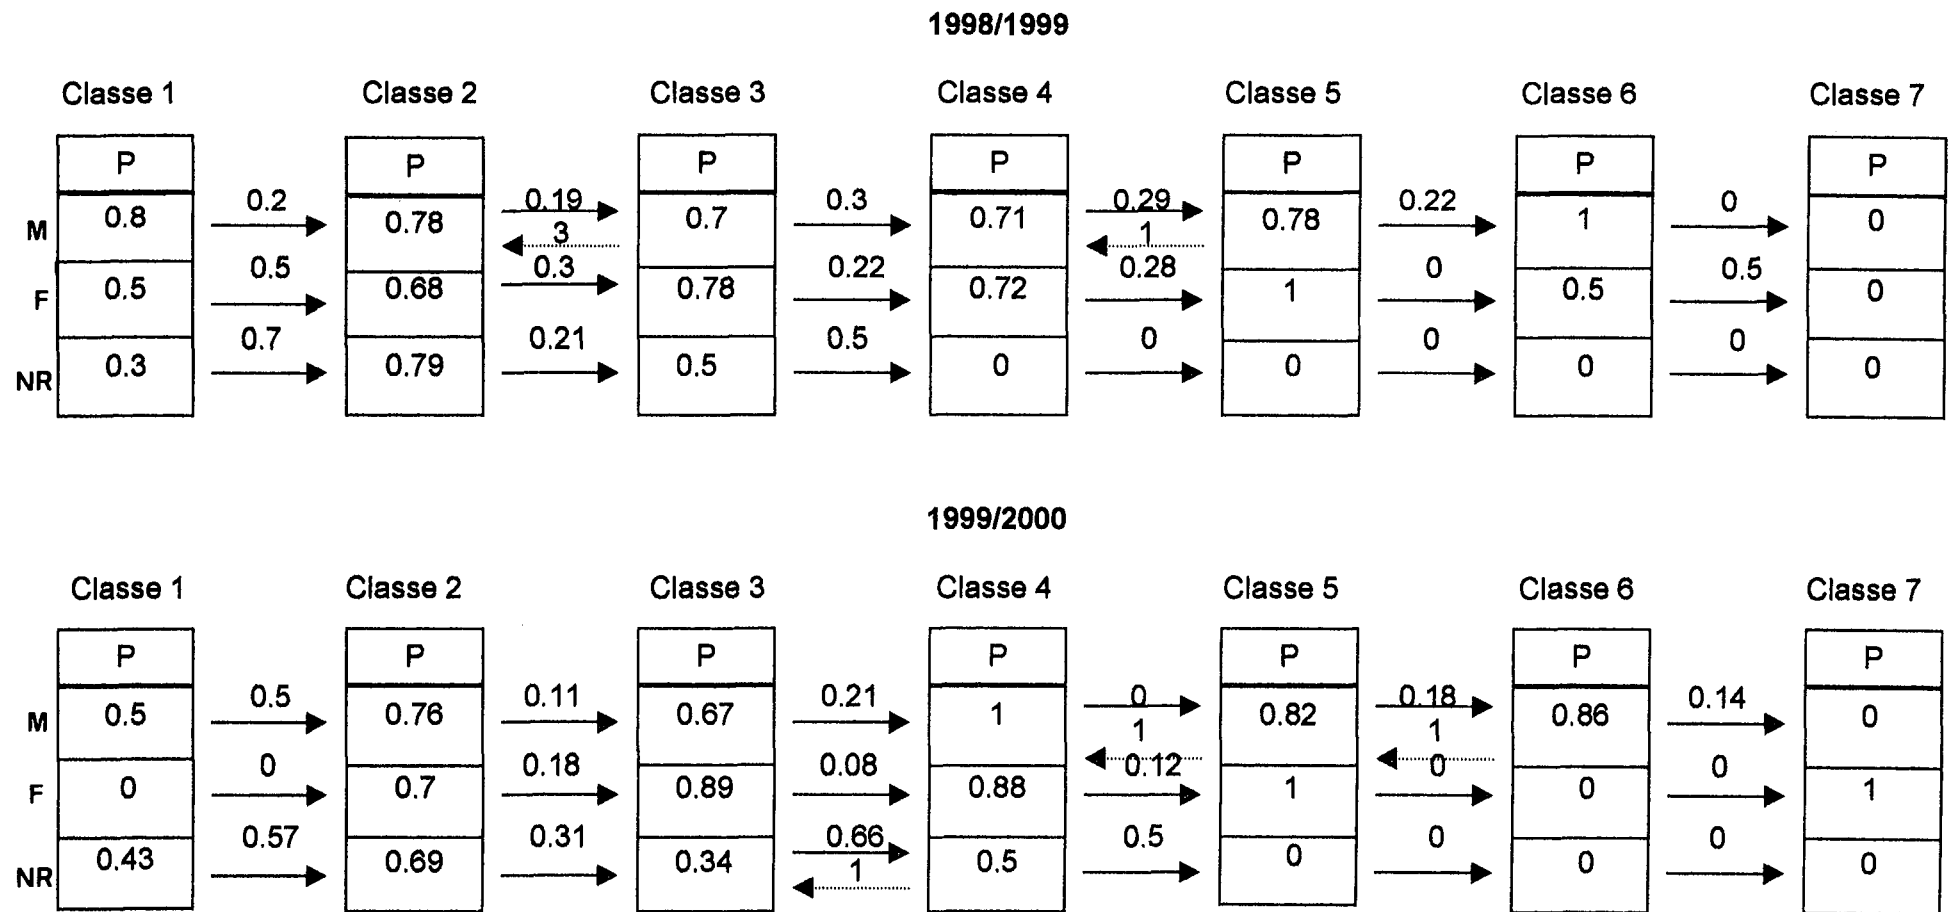 1998/1999
Classe 1 Classe 2 Classe 3 Classe 4 Classe 5 Classe 6 Classe 7
P P P P P P P
M 0.8 0.2 0.78 0.19 0.7 0.3 0.71 0.29 0.78 0.22 1 0 0
3 1
F 0.5 0.5 0.68 0.3 0.78 0.22 0.72 0.28 1 0 0.5 0.5 0
NR 0.3 0.7 0.79 0.21 0.5 0.5 0 0 0 0 0 0 0
1999/2000
Classe 1 Classe 2 Classe 3 Classe 4 Classe 5 Classe 6 Classe 7
P P P P P P P
M 0.5 0.5 0.76 0.11 0.67 0.21 1 0 0.82 0.18 0.86 0.14 0
1 1
F 0 0 0.7 0.18 0.89 0.08 0.88 0.12 1 0 0 0 1
NR 0.43 0.57 0.69 0.31 0.34 0.66 0.5 0.5 0 0 0 0 0
1